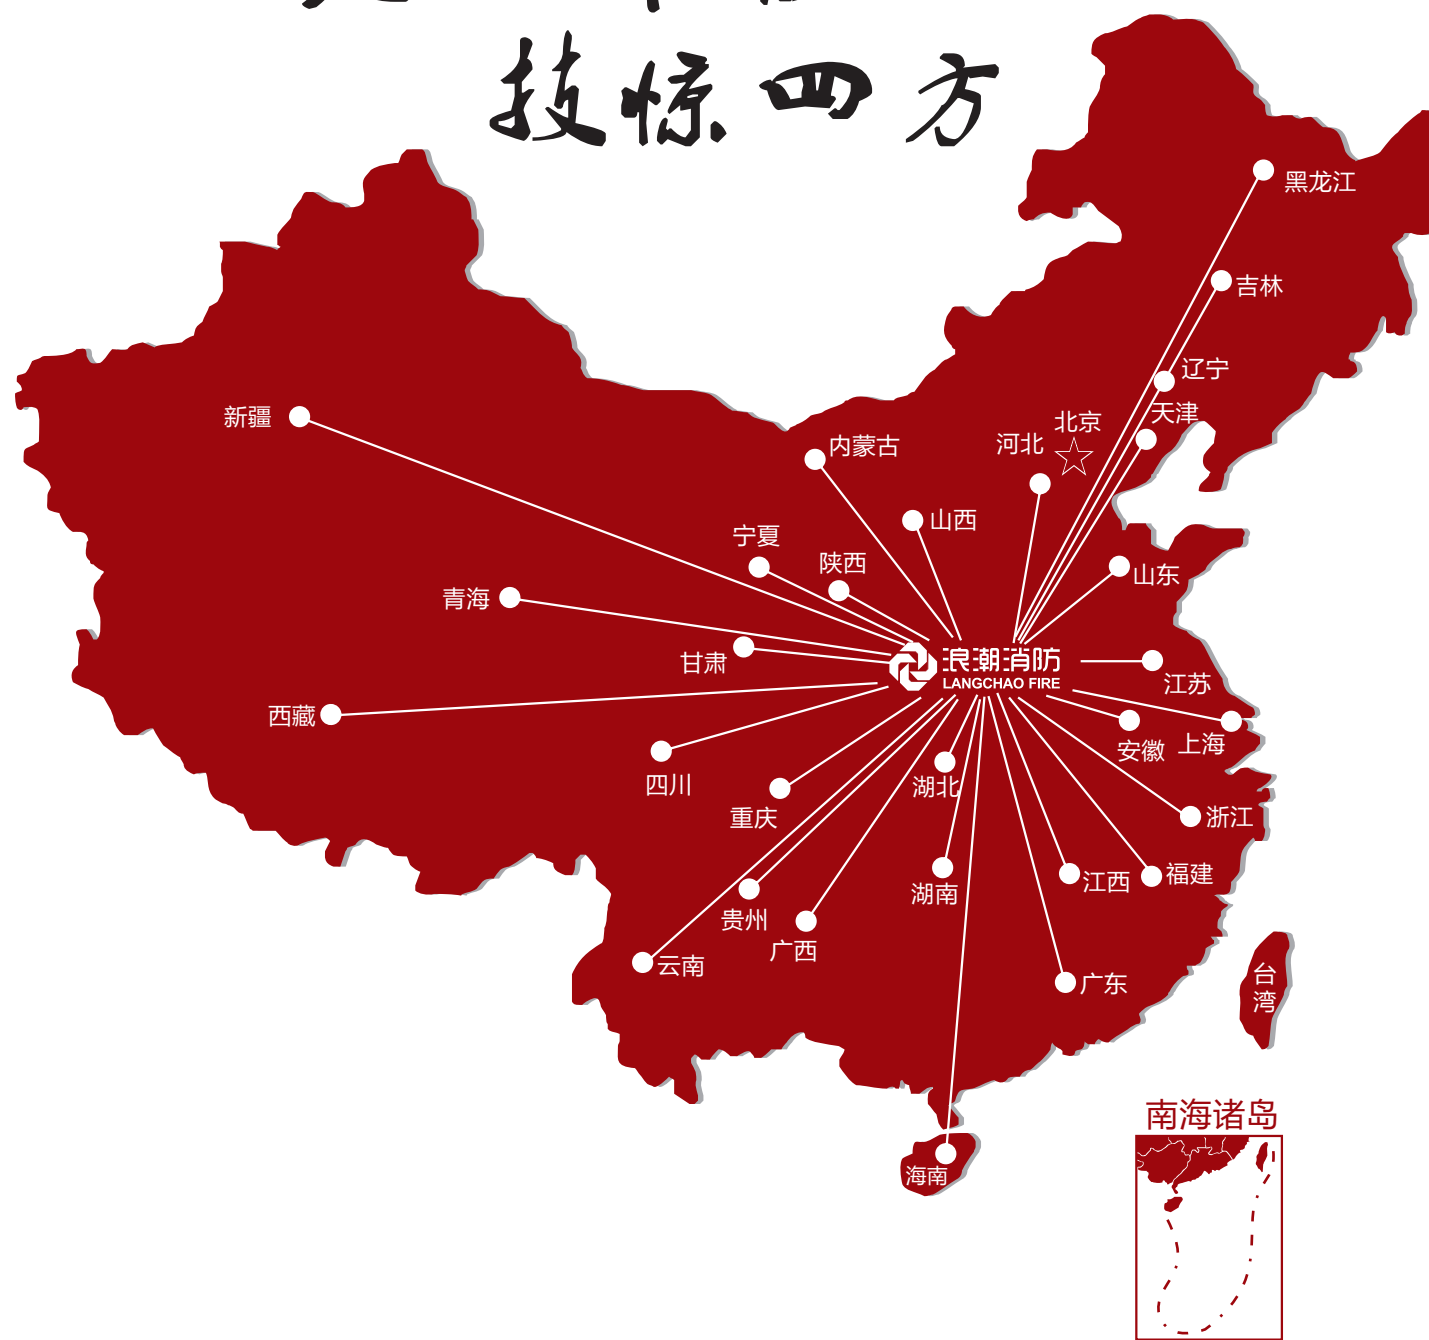 技惊四方
黑龙江
吉林
辽宁
天津
北京
河北
新疆
内蒙古
山西
宁夏
陕西
山东
青海
甘肃
浪潮消防
LANGCHAO FIRE
江苏
西藏
安徽
上海
四川
湖北
重庆
浙江
湖南
江西
福建
贵州
广西
云南
广东
台
湾
南海诸岛
海南